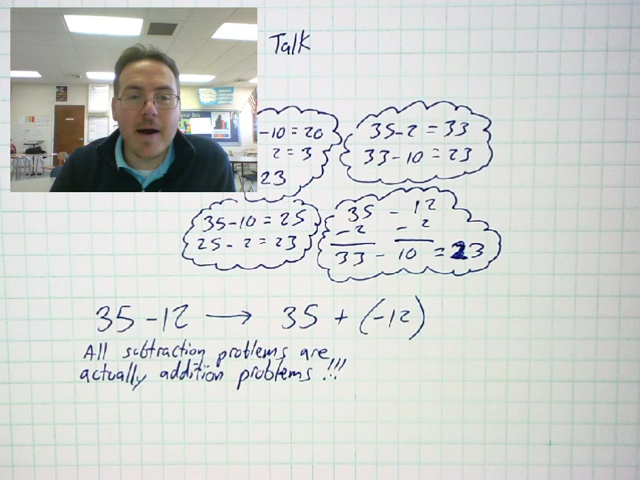 Talk
-10=20
2=3
23
35-2=33
33-10=23
35-10=25
25-2=23
35 - 12
-2 -2
33 - 10 = 23
35-12 → 35 + (-12)
All subtraction problems are
actually addition problems!!!